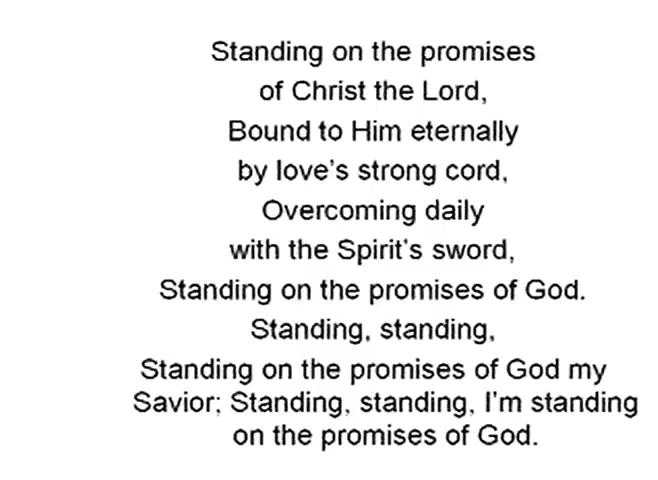 Standing on the promises
of Christ the Lord,
Bound to Him eternally
by love's strong cord,
Overcoming daily
with the Spirit's sword,
Standing on the promises of God.
Standing, standing,
Standing on the promises of God my
Savior; Standing, standing, I'm standing
on the promises of God.